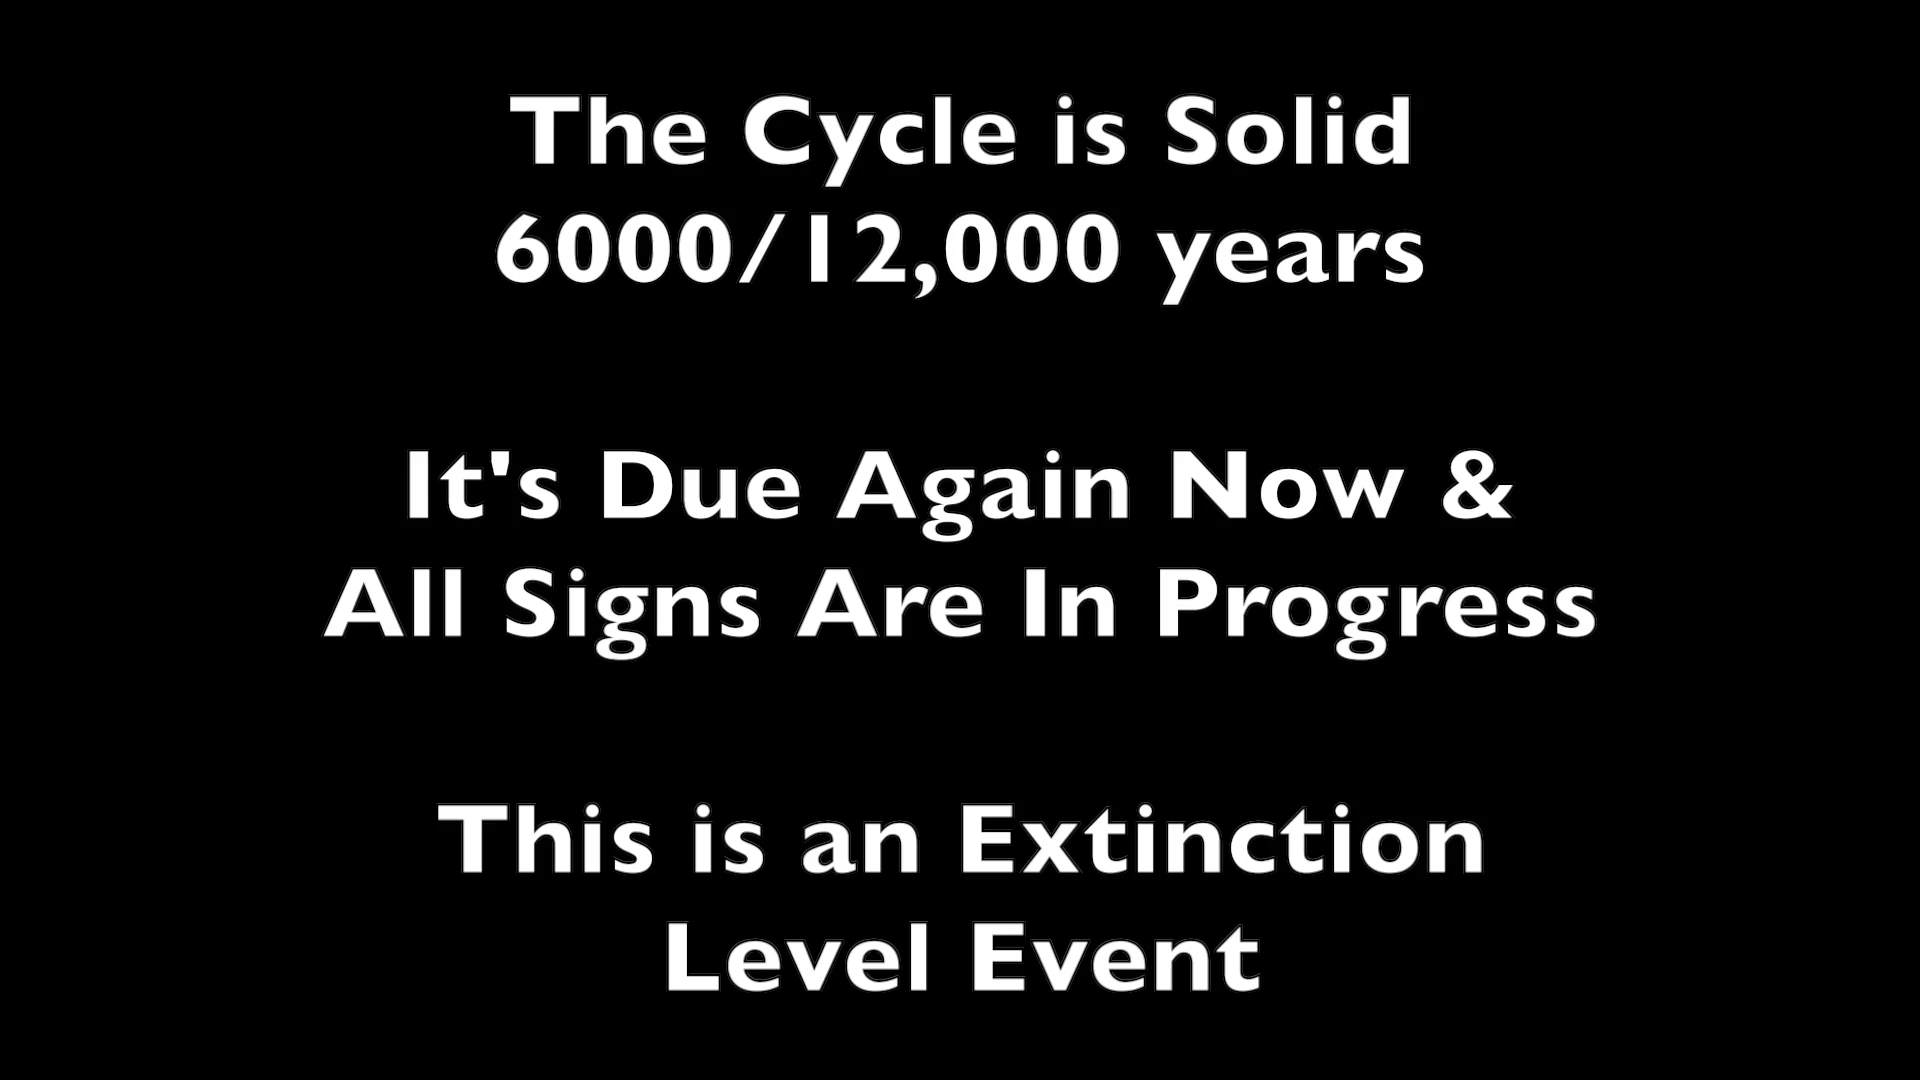 The Cycle is Solid
6000/12,000 years
It's Due Again Now &
All Signs Are In Progress
This is an Extinction
Level Event